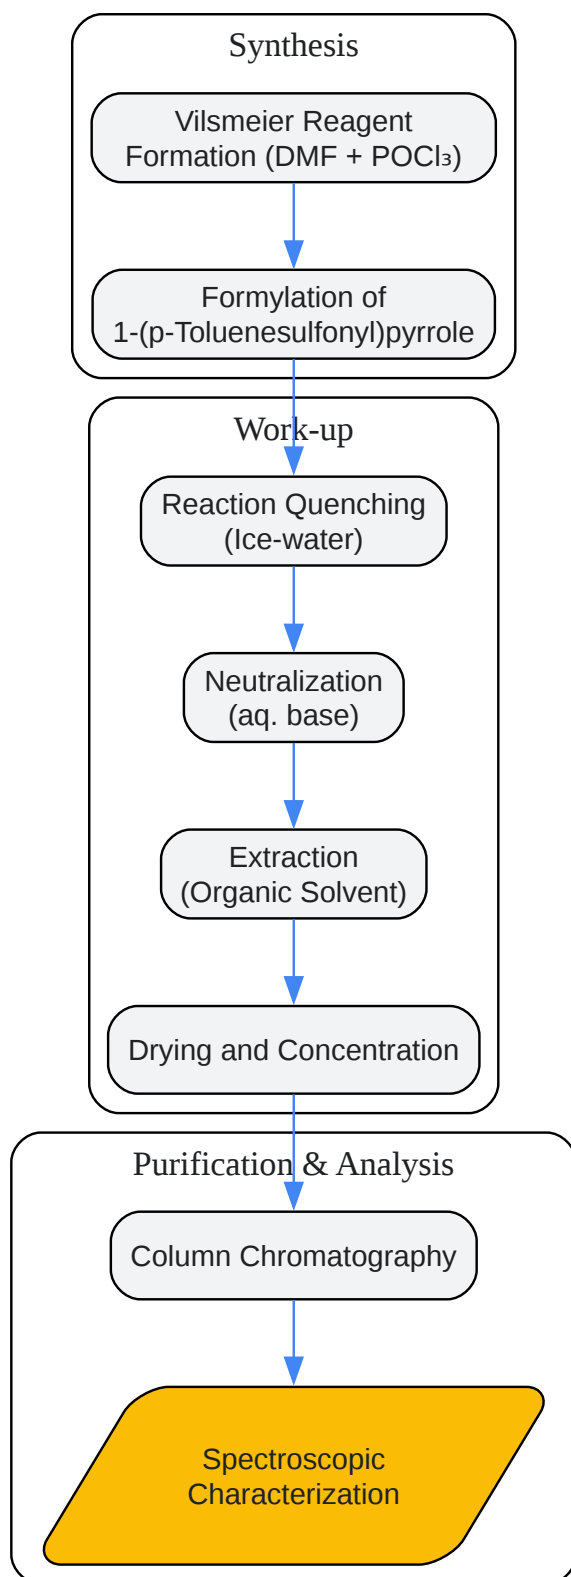 Synthesis
Vilsmeier Reagent
Formation (DMF + POCl₃)
Formylation of
1-(p-Toluenesulfonyl)pyrrole
Work-up
Reaction Quenching
(Ice-water)
Neutralization
(aq. base)
Extraction
(Organic Solvent)
Drying and Concentration
Purification & Analysis
Column Chromatography
Spectroscopic
Characterization